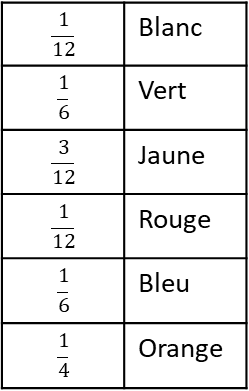 1/12 Blanc
1/6 Vert
3/12 Jaune
1/12 Rouge
1/6 Bleu
1/4 Orange